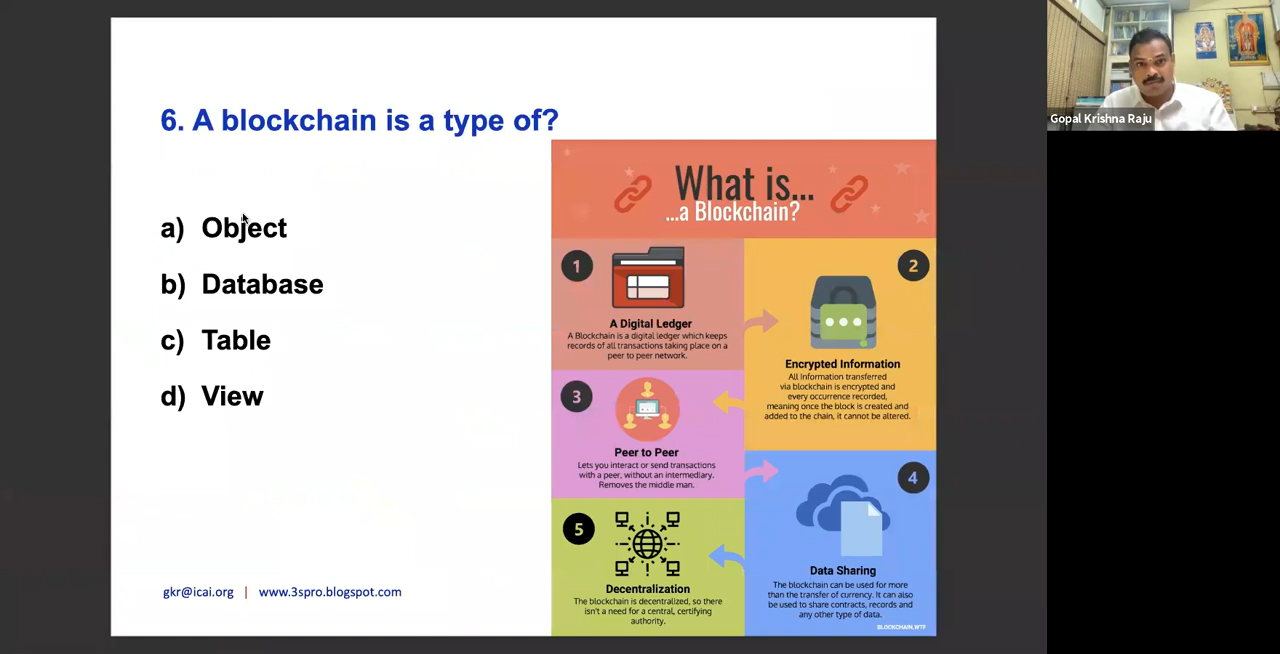 6. A blockchain is a type of?
a) Object
b) Database
c) Table
d) View
gkr@icai.org | www.3spro.blogspot.com
What is...
...a Blockchain?
1
A Digital Ledger
A Blockchain is a digital ledger which keeps
records of all transactions taking place on a
peer to peer network.
2
Encrypted Information
All information transferred
via blockchain is encrypted and
every occurrence recorded,
meaning once the block is created and
added to the chain, it cannot be altered.
3
Peer to Peer
Lets you interact or send transactions
with a peer, without an intermediary.
Removes the middle man.
4
Data Sharing
The blockchain can be used for more
than the transfer of currency. It can also
be used to share contracts, records and
any other type of data.
5
Decentralization
The blockchain is decentralized, so there
isn't a need for a central, certifying
authority.
BLOCKCHAIN.WTF
Gopal Krishna Raju